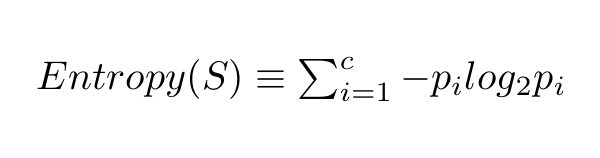 Entropy(S) ≡ ∑_{i=1}^{c} −p_i log_2 p_i